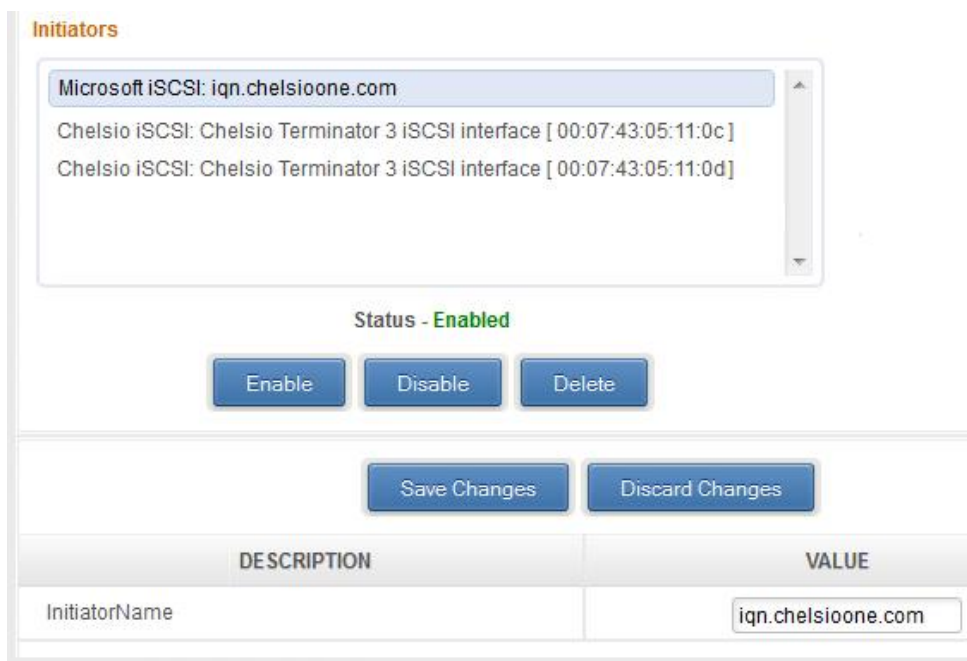 Initiators
Microsoft iSCSI: iqn.chelsioone.com
Chelsio iSCSI: Chelsio Terminator 3 iSCSI interface [ 00:07:43:05:11:0c ]
Chelsio iSCSI: Chelsio Terminator 3 iSCSI interface [ 00:07:43:05:11:0d]
Status - Enabled
Enable Disable Delete
Save Changes Discard Changes
DESCRIPTION VALUE
InitiatorName iqn.chelsioone.com